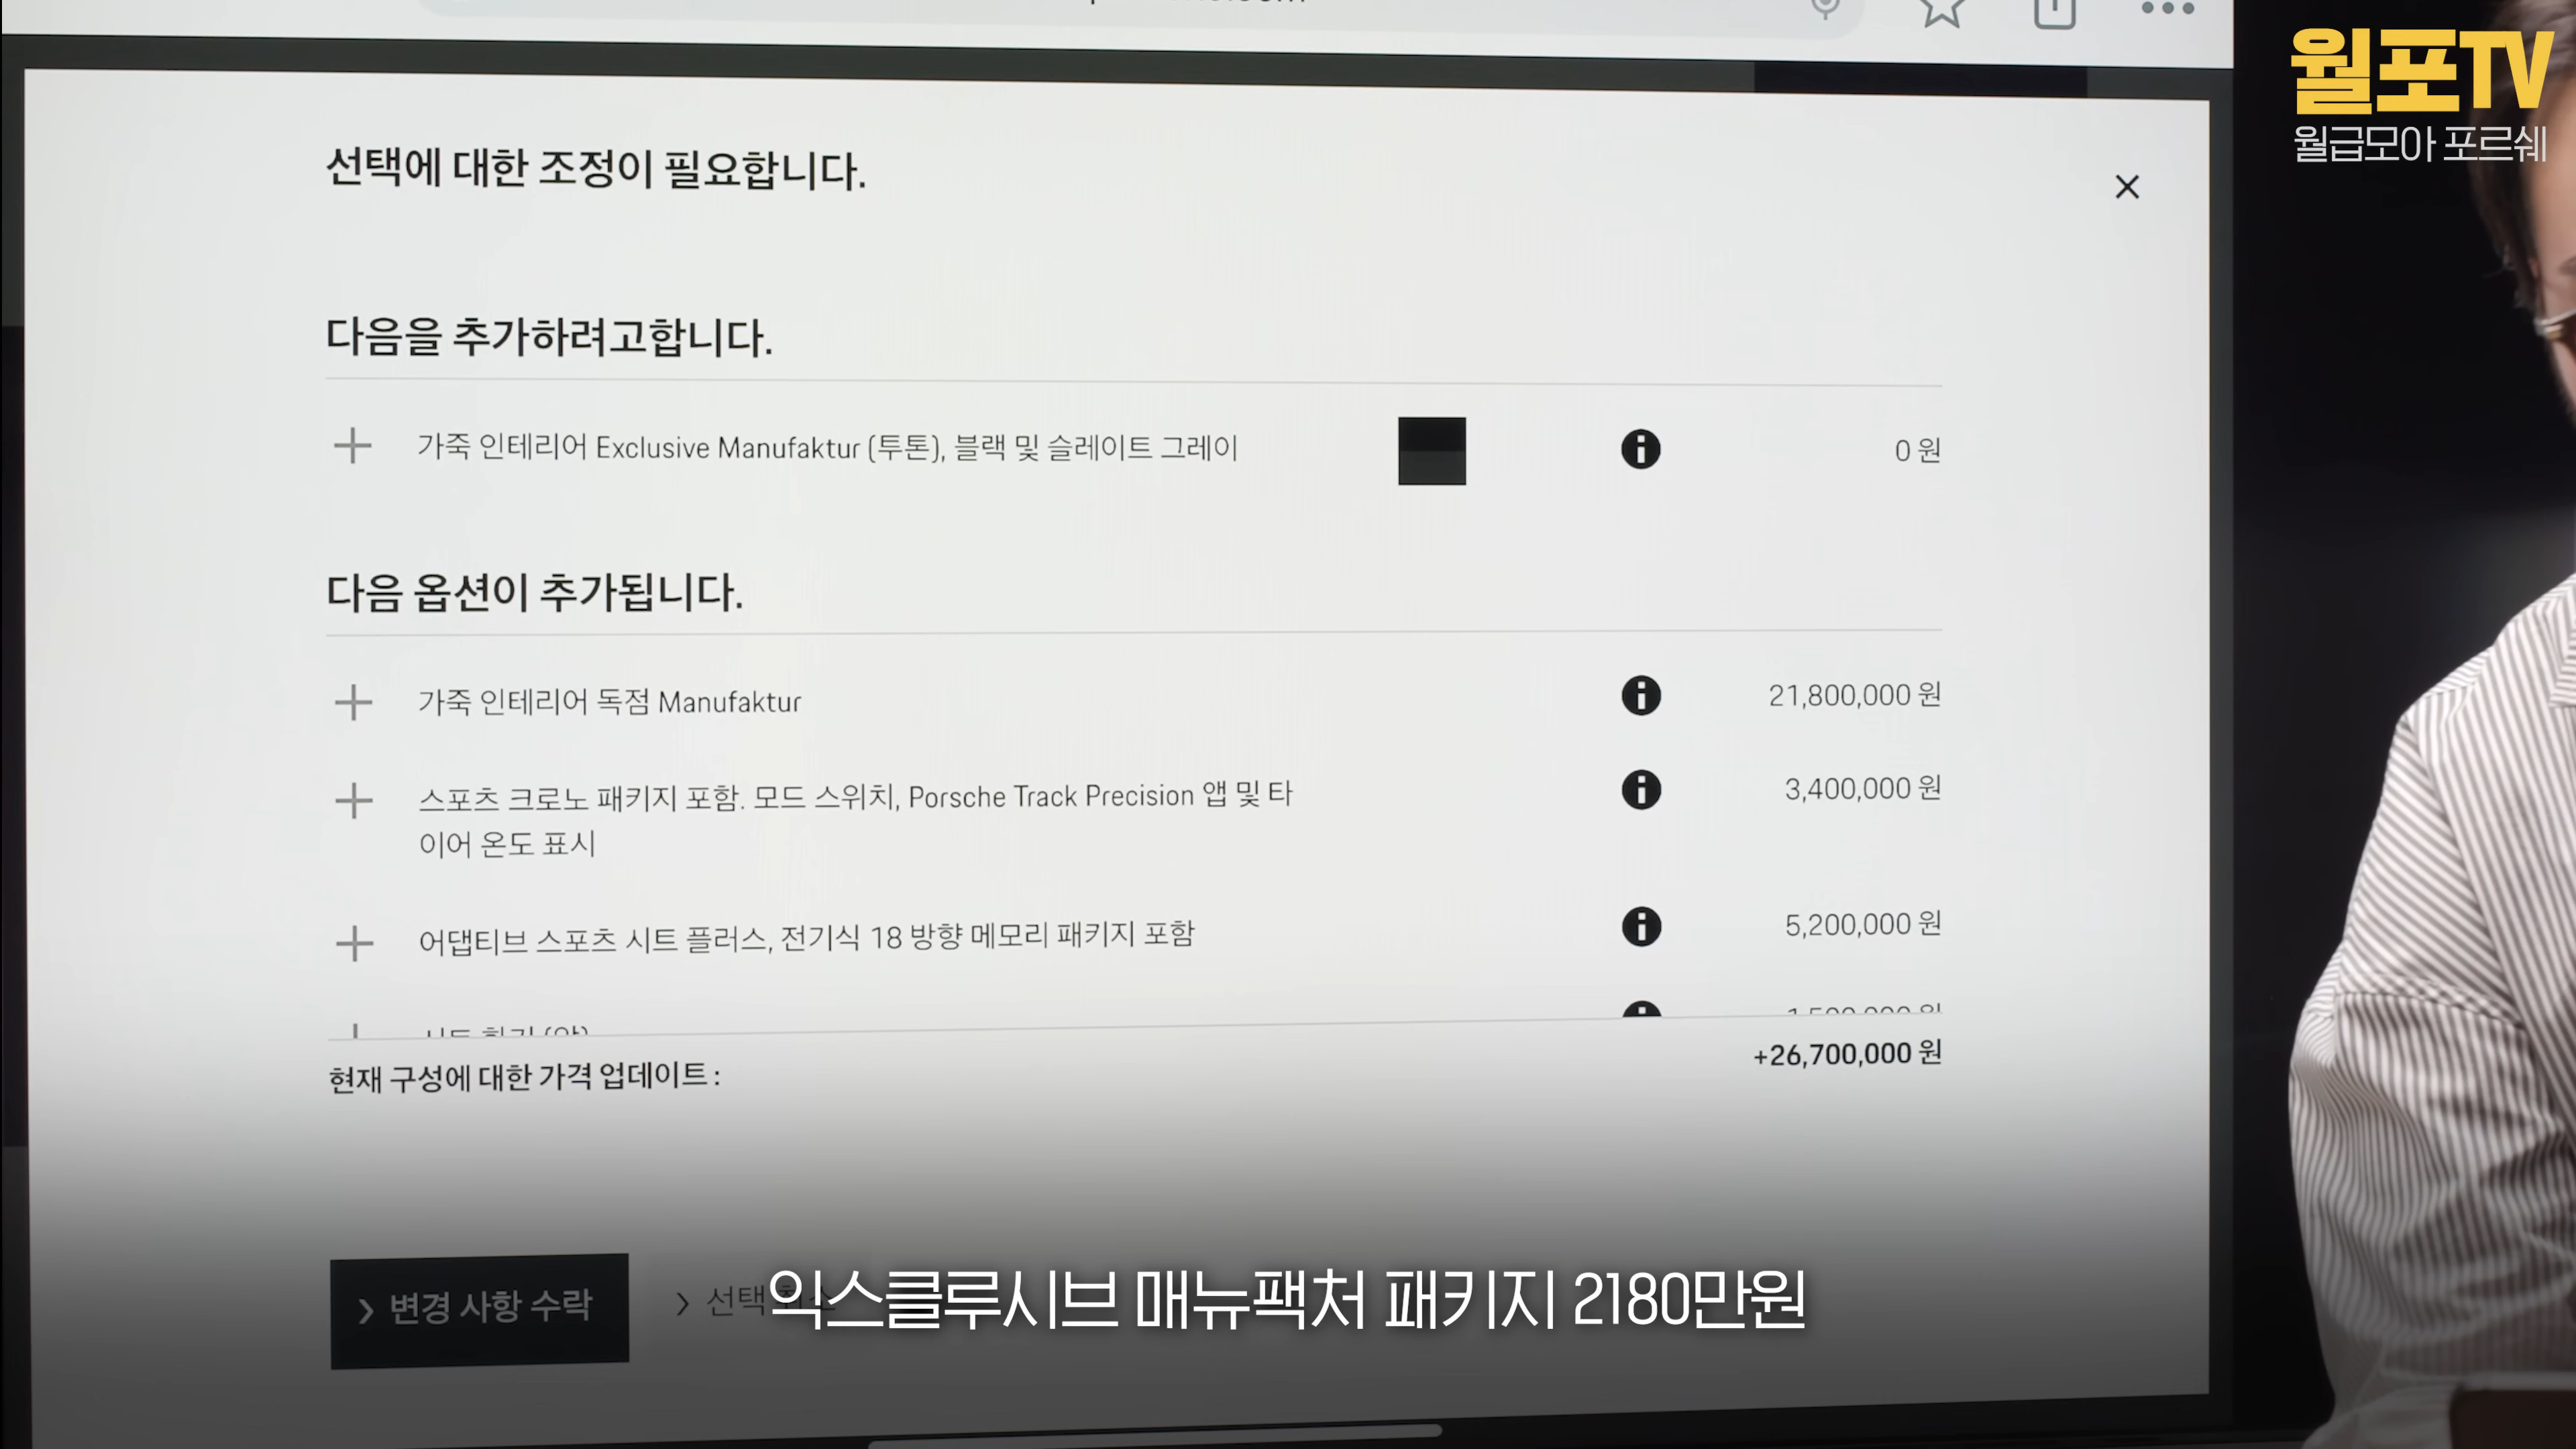 월포TV
월급모아 포르쉐
선택에 대한 조정이 필요합니다.
다음을 추가하려고합니다.
가죽 인테리어 Exclusive Manufaktur (투톤), 블랙 및 슬레이트 그레이
0 원
다음 옵션이 추가됩니다.
가죽 인테리어 독점 Manufaktur
21,800,000 원
스포츠 크로노 패키지 포함. 모드 스위치, Porsche Track Precision 앱 및 타
이어 온도 표시
3,400,000 원
어댑티브 스포츠 시트 플러스, 전기식 18 방향 메모리 패키지 포함
5,200,000 원
현재 구성에 대한 가격 업데이트 :
+26,700,000 원
변경 사항 수락
선택
익스클루시브 매뉴팩처 패키지 2180만원